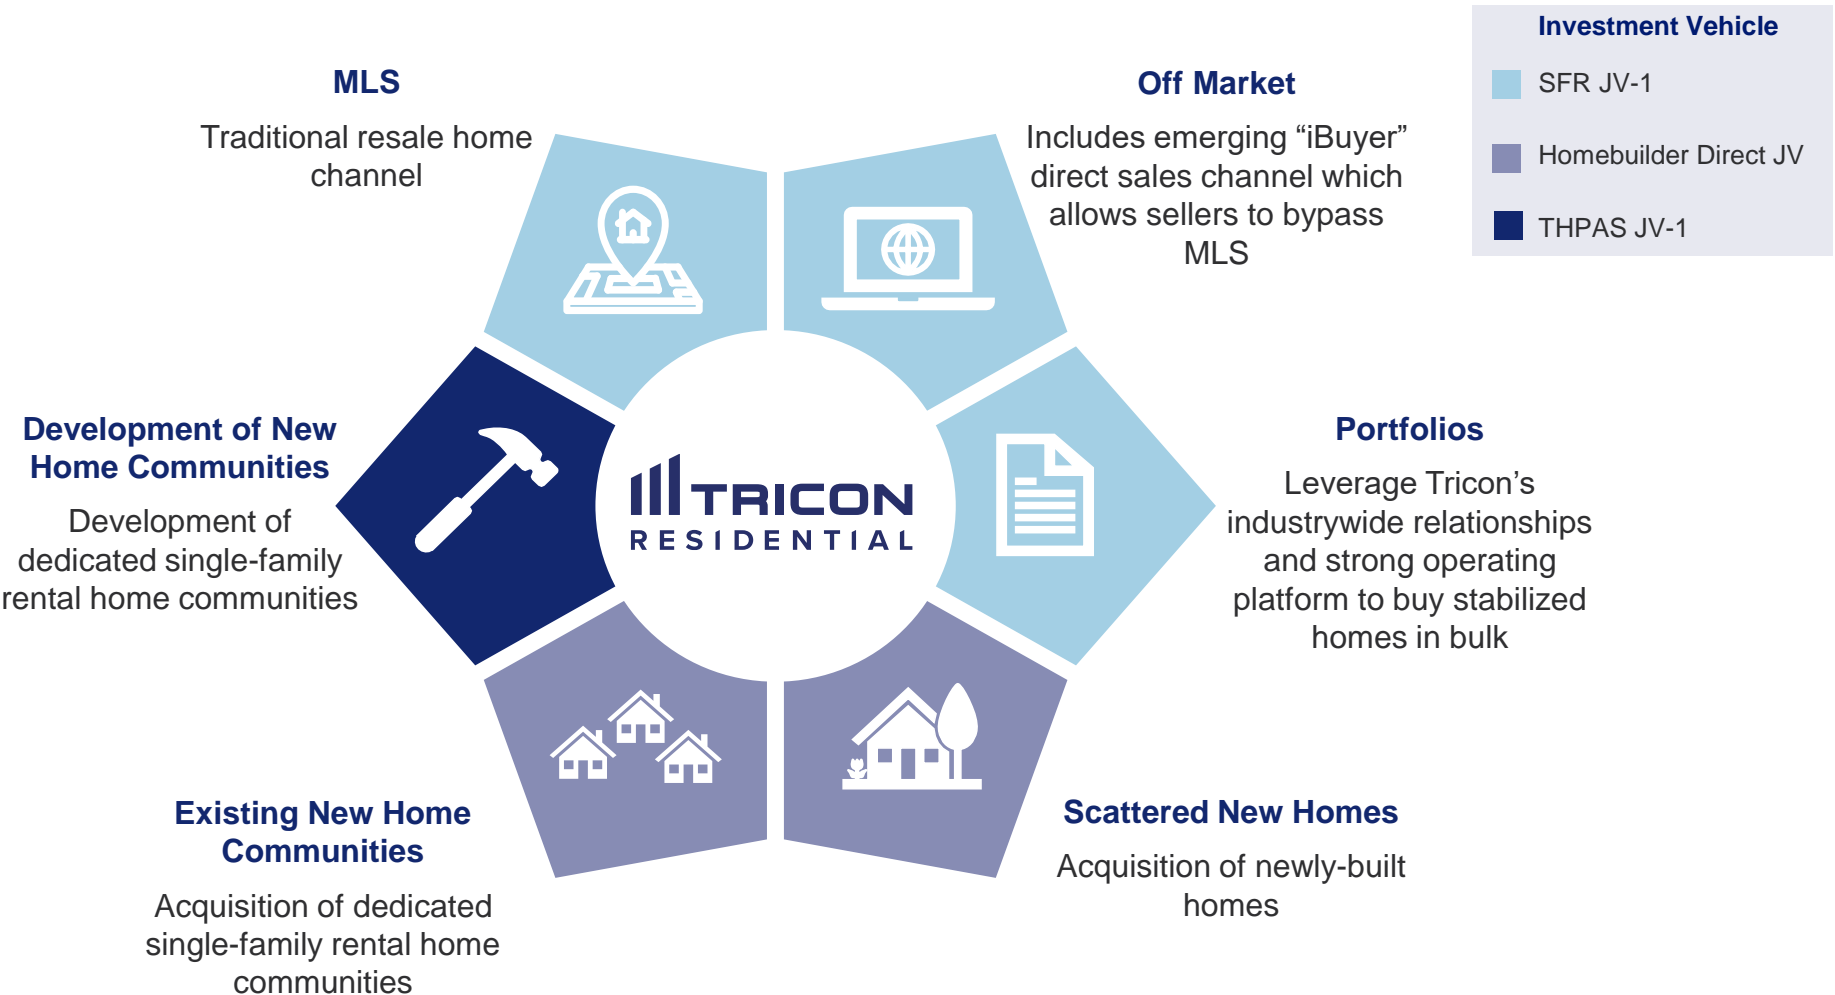 Investment Vehicle
SFR JV-1
Homebuilder Direct JV
THPAS JV-1
MLS
Traditional resale home
channel
Off Market
Includes emerging “iBuyer”
direct sales channel which
allows sellers to bypass
MLS
Development of New
Home Communities
Development of
dedicated single-family
rental home communities
TRICON
RESIDENTIAL
Portfolios
Leverage Tricon’s
industrywide relationships
and strong operating
platform to buy stabilized
homes in bulk
Existing New Home
Communities
Acquisition of dedicated
single-family rental home
communities
Scattered New Homes
Acquisition of newly-built
homes